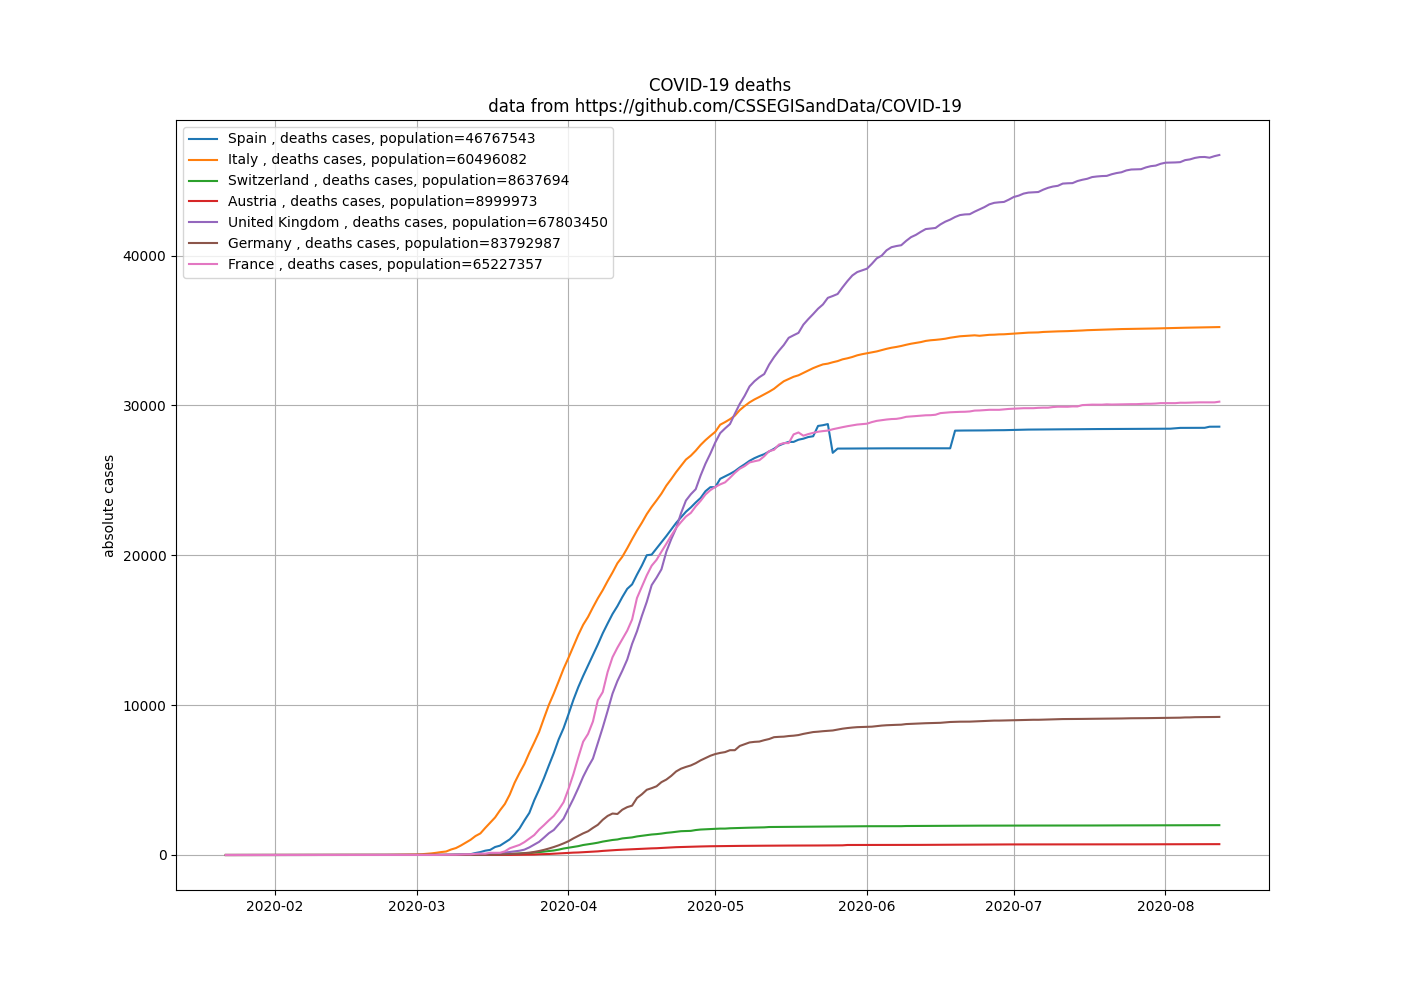 COVID-19 deaths
data from https://github.com/CSSEGISandData/COVID-19
Spain , deaths cases, population=46767543
Italy , deaths cases, population=60496082
Switzerland , deaths cases, population=8637694
Austria , deaths cases, population=8999973
United Kingdom , deaths cases, population=67803450
Germany , deaths cases, population=83792987
France , deaths cases, population=65227357
absolute cases
40000
30000
20000
10000
0
2020-02
2020-03
2020-04
2020-05
2020-06
2020-07
2020-08